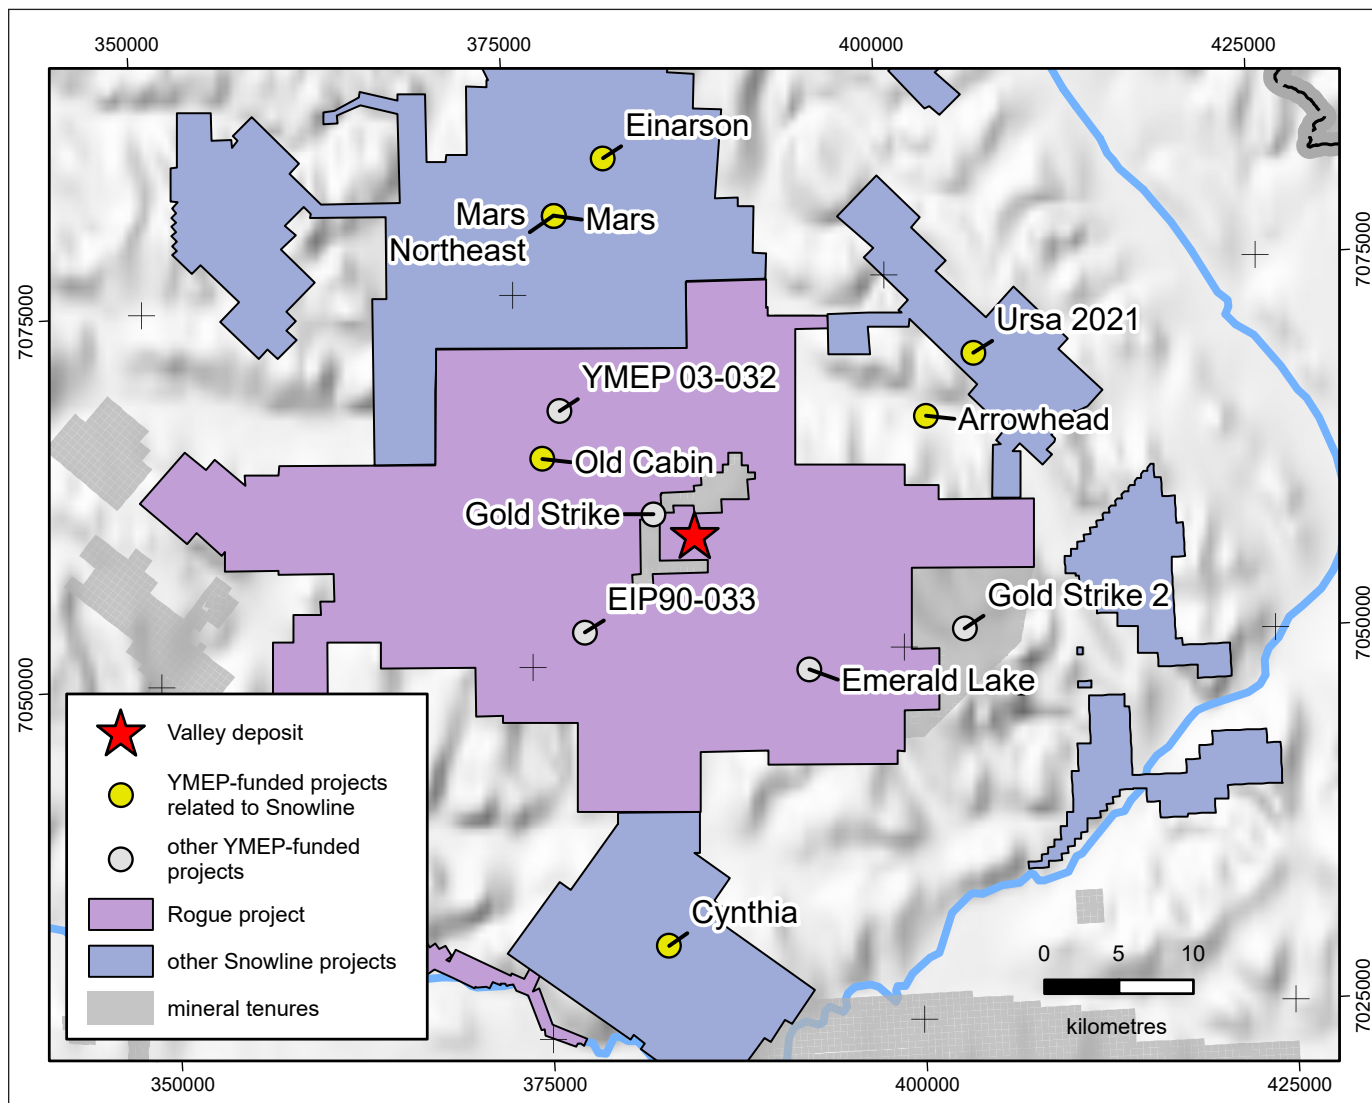 350000
375000
400000
425000
Einarson
Mars
Northeast
Mars
7075000
7075000
Ursa 2021
YMEP 03-032
Arrowhead
Old Cabin
Gold Strike
EIP90-033
Gold Strike 2
7050000
Emerald Lake
7050000
Valley deposit
YMEP-funded projects
related to Snowline
other YMEP-funded
projects
Rogue project
other Snowline projects
mineral tenures
Cynthia
0 5 10
kilometres
7025000
350000
375000
400000
425000